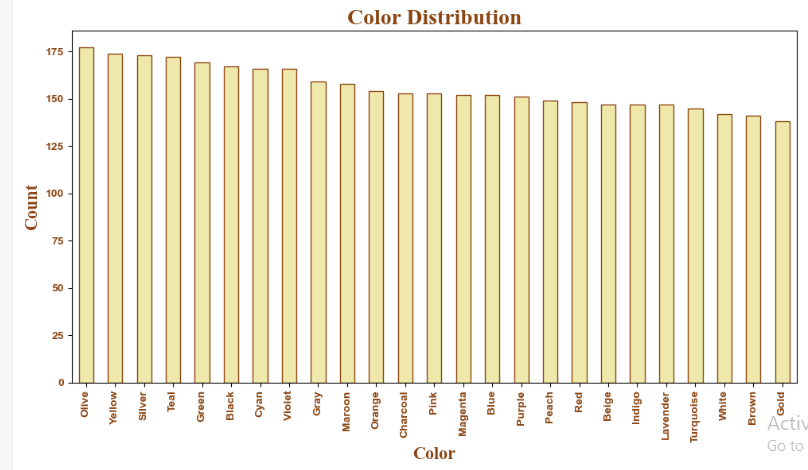 Color Distribution
Count
175
150
125
100
75
50
25
0
Olive
Yellow
Silver
Teal
Green
Black
Cyan
Violet
Gray
Maroon
Orange
Charcoal
Pink
Magenta
Blue
Purple
Peach
Red
Beige
Indigo
Lavender
Turquoise
White
Brown
Gold
Color
Activ
Go to